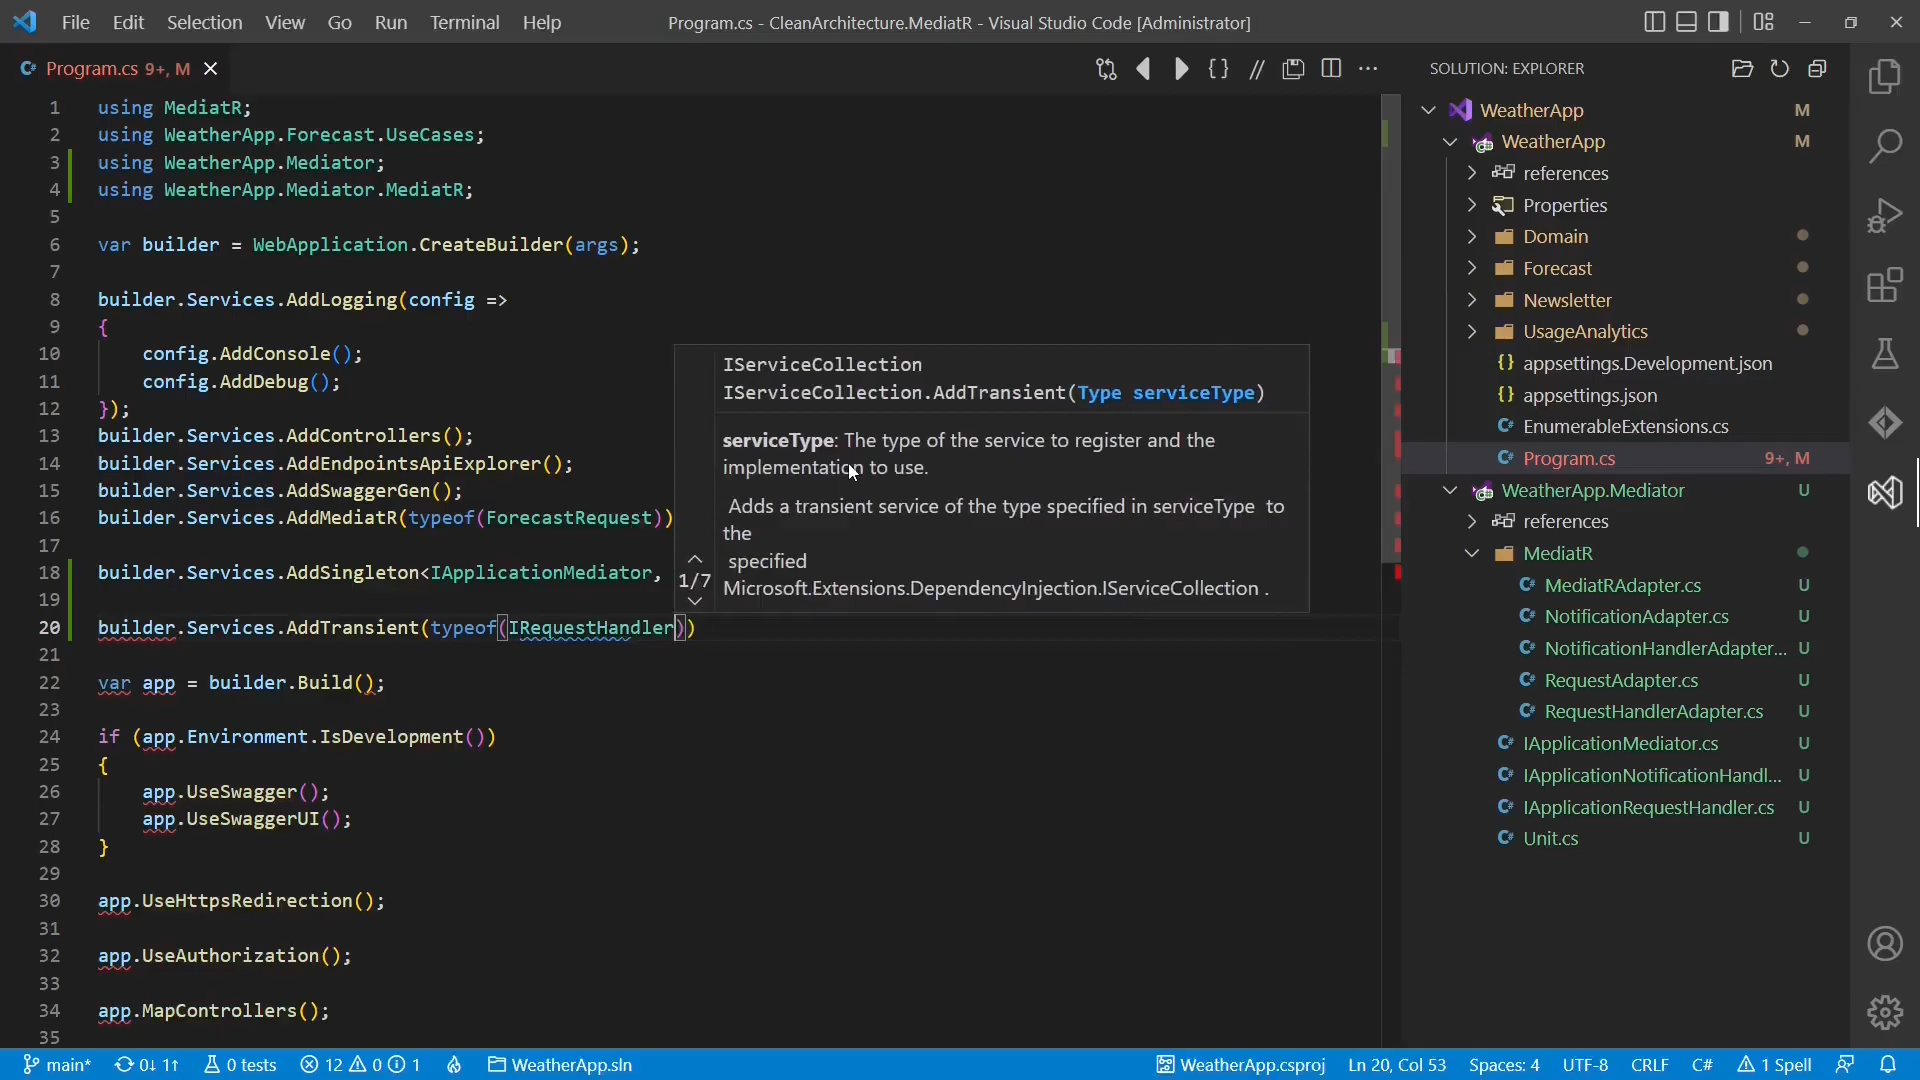 File Edit Selection View Go Run Terminal Help
Program.cs - CleanArchitecture.MediatR - Visual Studio Code [Administrator]
Program.cs 9+, M
SOLUTION: EXPLORER
1 using MediatR;
2 using WeatherApp.Forecast.UseCases;
3 using WeatherApp.Mediator;
4 using WeatherApp.Mediator.MediatR;
5
6 var builder = WebApplication.CreateBuilder(args);
7
8 builder.Services.AddLogging(config =>
9 {
10 config.AddConsole();
11 config.AddDebug();
12 });
13 builder.Services.AddControllers();
14 builder.Services.AddEndpointsApiExplorer();
15 builder.Services.AddSwaggerGen();
16 builder.Services.AddMediatR(typeof(ForecastRequest))
17
18 builder.Services.AddSingleton<IApplicationMediator,
19
20 builder.Services.AddTransient(typeof(IRequestHandler))
21
22 var app = builder.Build();
23
24 if (app.Environment.IsDevelopment())
25 {
26 app.UseSwagger();
27 app.UseSwaggerUI();
28 }
29
30 app.UseHttpsRedirection();
31
32 app.UseAuthorization();
33
34 app.MapControllers();
35
IServiceCollection
IServiceCollection.AddTransient(Type serviceType)
serviceType: The type of the service to register and the
implementation to use.
Adds a transient service of the type specified in serviceType to
the
specified
1/7
Microsoft.Extensions.DependencyInjection.IServiceCollection .
WeatherApp M
WeatherApp M
references
Properties
Domain
Forecast
Newsletter
UsageAnalytics
appsettings.Development.json
appsettings.json
EnumerableExtensions.cs
Program.cs 9+, M
WeatherApp.Mediator U
references
MediatR
MediatRAdapter.cs U
NotificationAdapter.cs U
NotificationHandlerAdapter... U
RequestAdapter.cs U
RequestHandlerAdapter.cs U
IApplicationMediator.cs U
IApplicationNotificationHandl... U
IApplicationRequestHandler.cs U
Unit.cs U
main* 0↓ 1↑ 0 tests 12 0 1 WeatherApp.sln
WeatherApp.csproj Ln 20, Col 53 Spaces: 4 UTF-8 CRLF C# 1 Spell